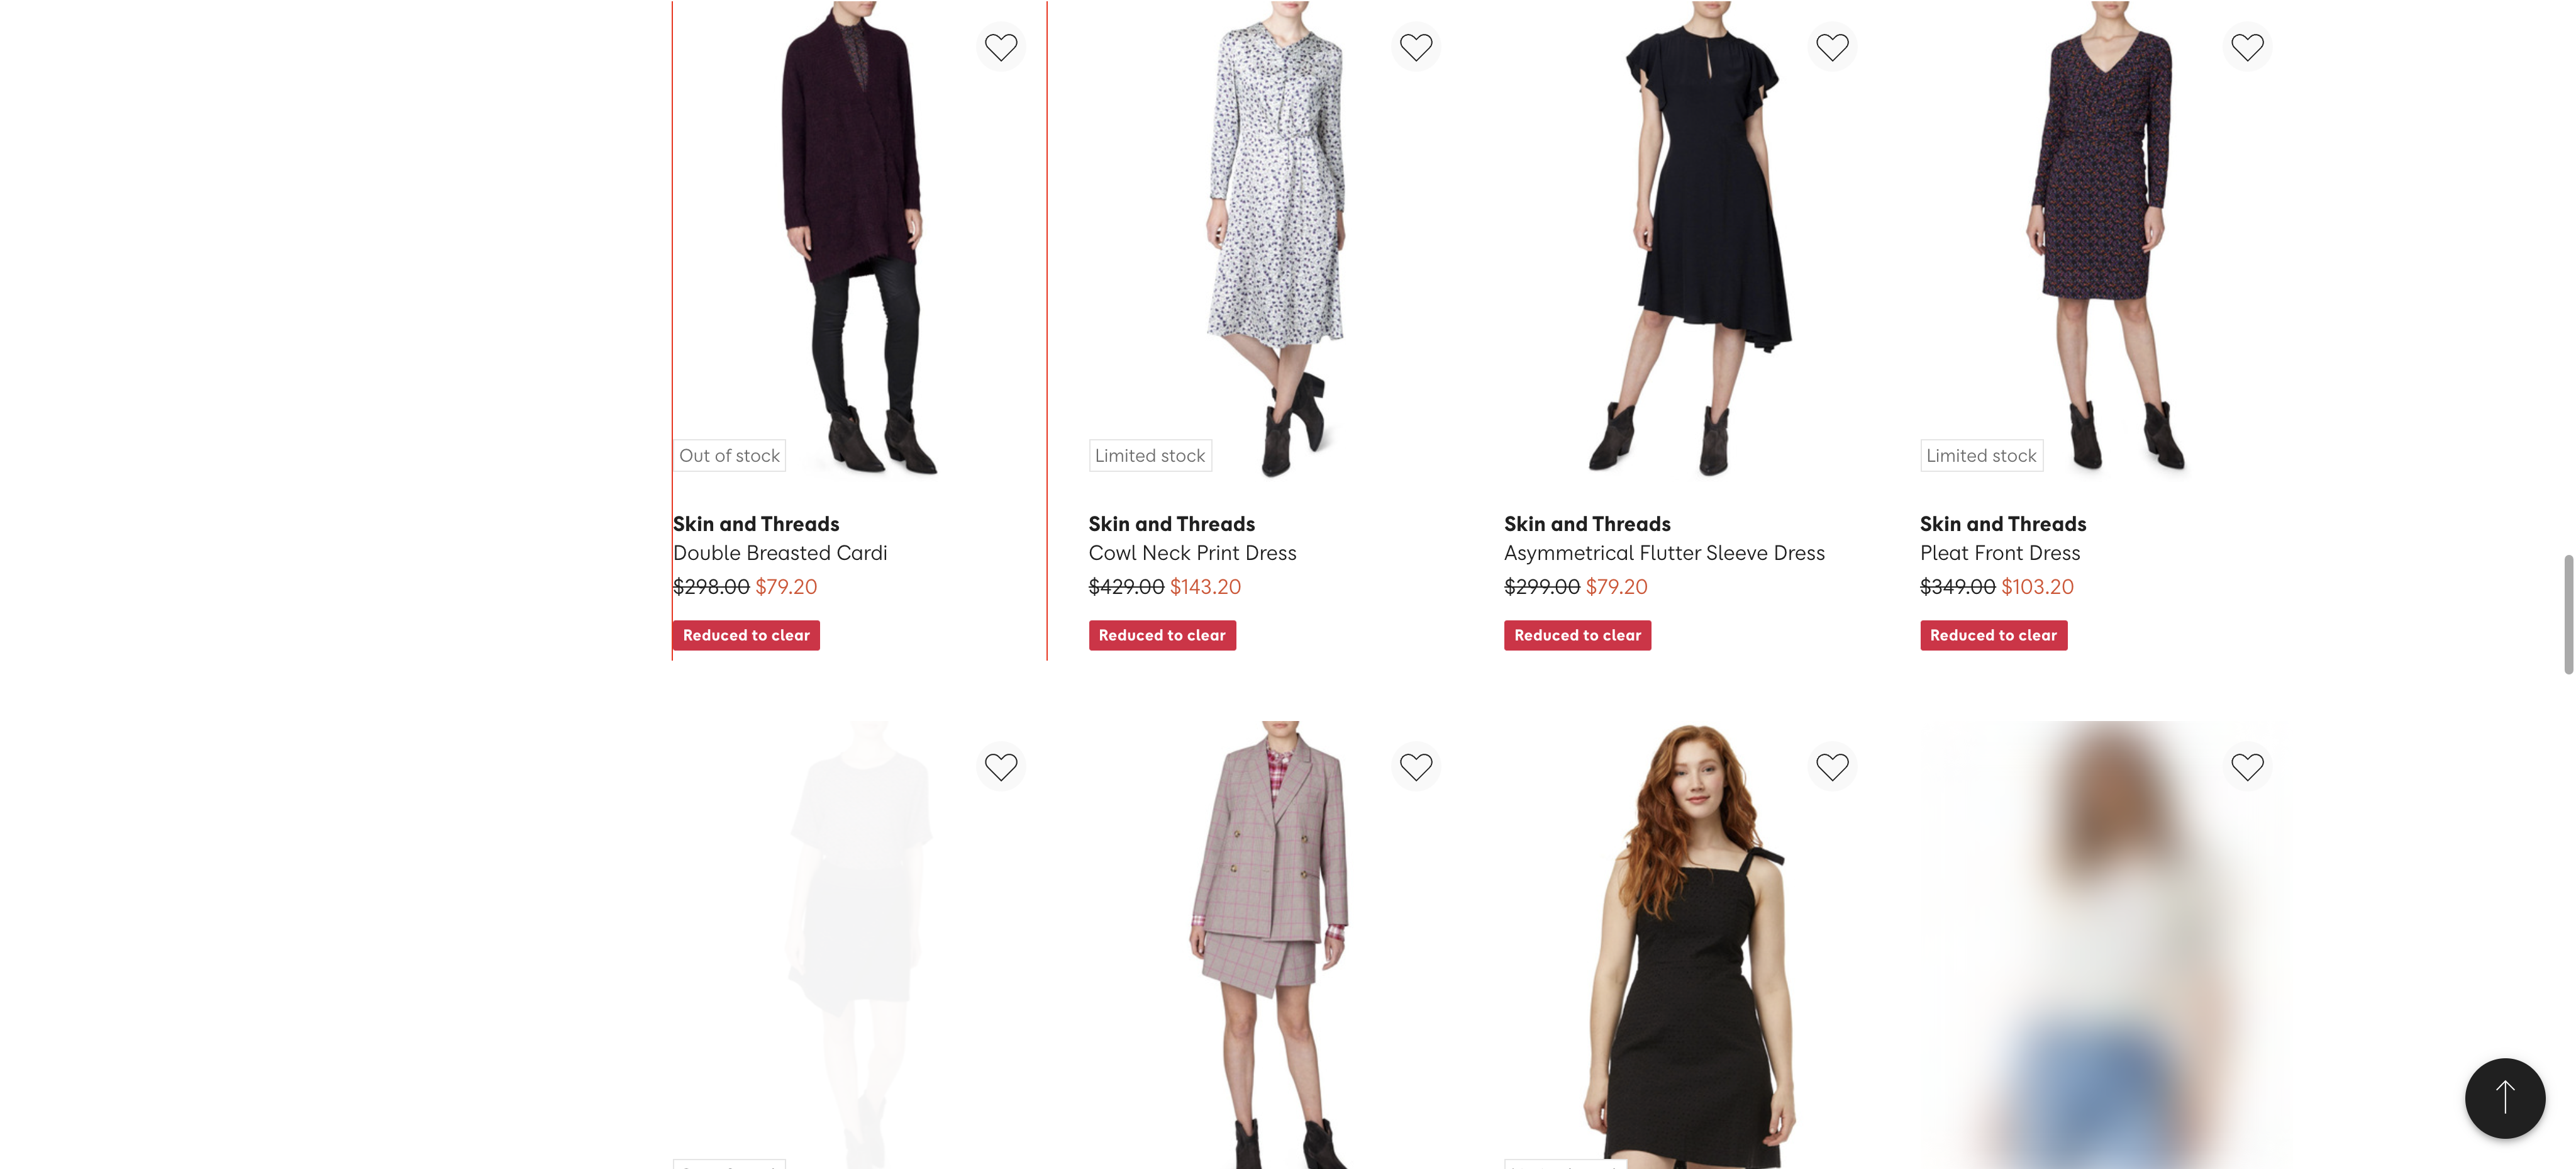 Out of stock
Limited stock
Limited stock
Skin and Threads
Double Breasted Cardi
$298.00 $79.20
Reduced to clear
Skin and Threads
Cowl Neck Print Dress
$429.00 $143.20
Reduced to clear
Skin and Threads
Asymmetrical Flutter Sleeve Dress
$299.00 $79.20
Reduced to clear
Skin and Threads
Pleat Front Dress
$349.00 $103.20
Reduced to clear